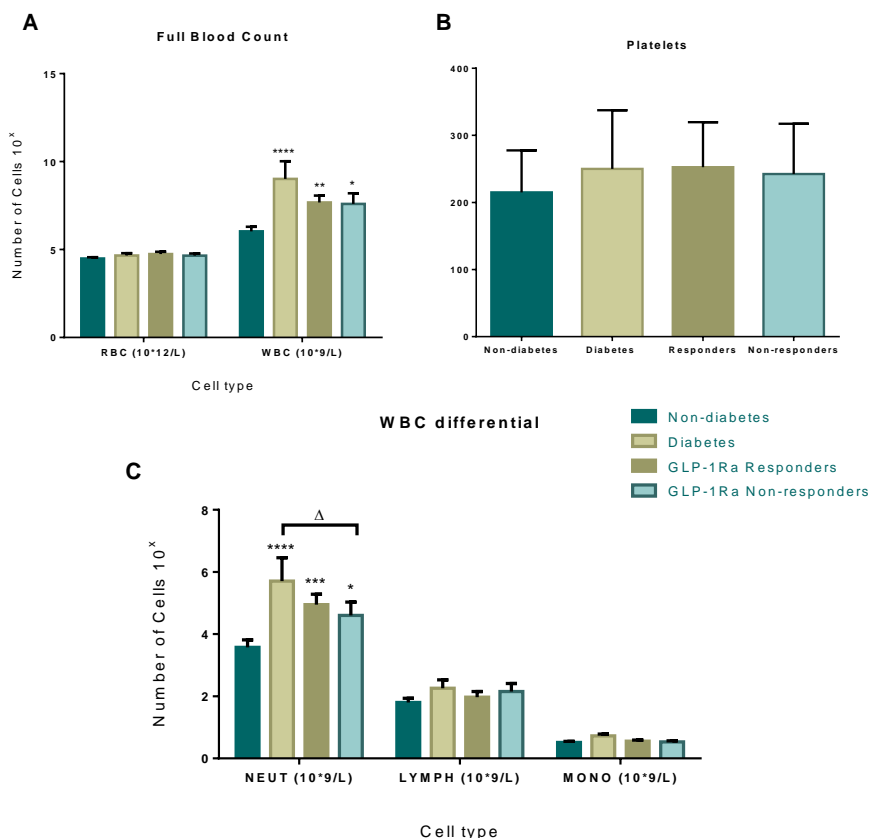 A
Full Blood Count
Number of Cells 10^x
15
10
5
0
****
**
*
RBC (10*12/L)
WBC (10*9/L)
Cell type
B
Platelets
400
300
200
100
0
Non-diabetes
Diabetes
Responders
Non-responders
WBC differential
Non-diabetes
Diabetes
GLP-1Ra Responders
GLP-1Ra Non-responders
C
Number of Cells 10^x
8
6
4
2
0
Δ
****
***
*
NEUT (10*9/L)
LYMPH (10*9/L)
MONO (10*9/L)
Cell type